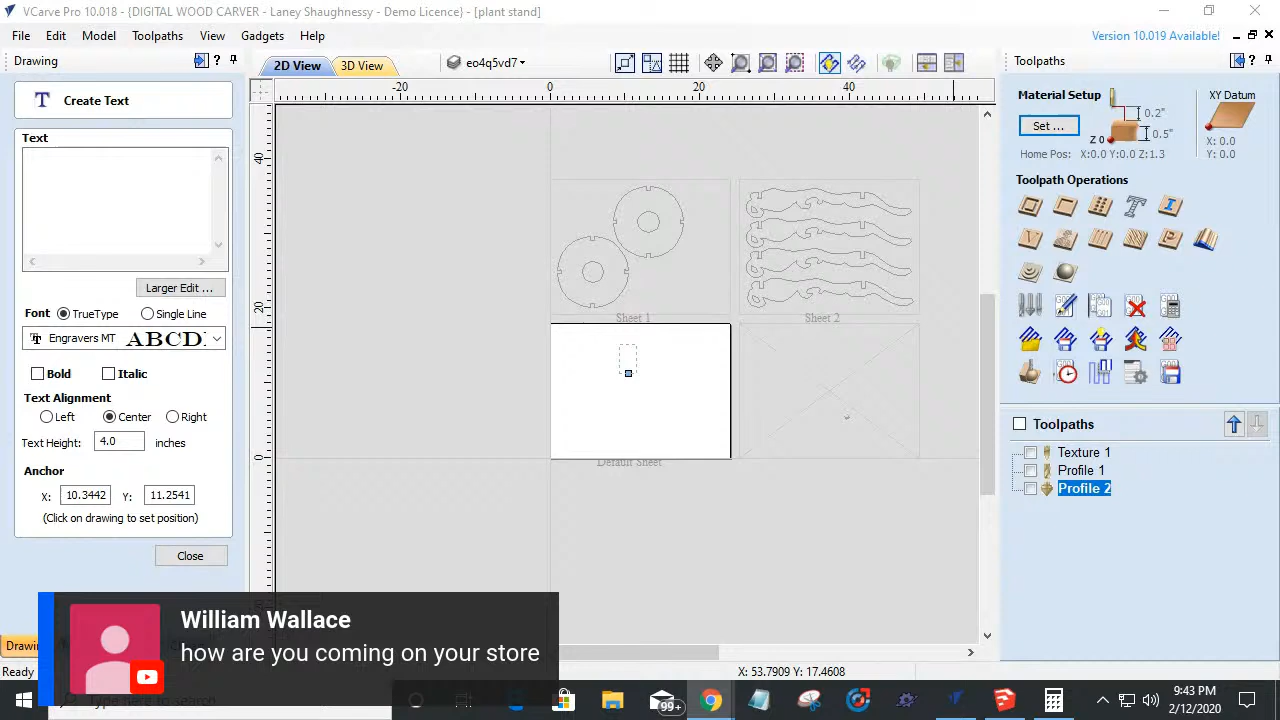 VCarve Pro 10.018 - {DIGITAL WOOD CARVER - Laney Shaughnessy - Demo Licence} - [plant stand]
File Edit Model Toolpaths View Gadgets Help
Version 10.019 Available!
Drawing
Create Text
Text
Larger Edit ...
Font TrueType Single Line
Engravers MT ABCD
Bold Italic
Text Alignment
Left Center Right
Text Height: 4.0 inches
Anchor
X: 10.3442 Y: 11.2541
(Click on drawing to set position)
Close
2D View 3D View eo4q5vd7
-20 0 20 40
40
20
0
Sheet 1
Sheet 2
Default Sheet
Toolpaths
Material Setup
Set ...
0.2"
0.5"
Z 0
Home Pos: X:0.0 Y:0.0 Z:1.3
XY Datum
X: 0.0
Y: 0.0
Toolpath Operations
Toolpaths
Texture 1
Profile 1
Profile 2
William Wallace
how are you coming on your store
Ready
X: 53.7909 Y: 17.4608
99+
9:43 PM
2/12/2020